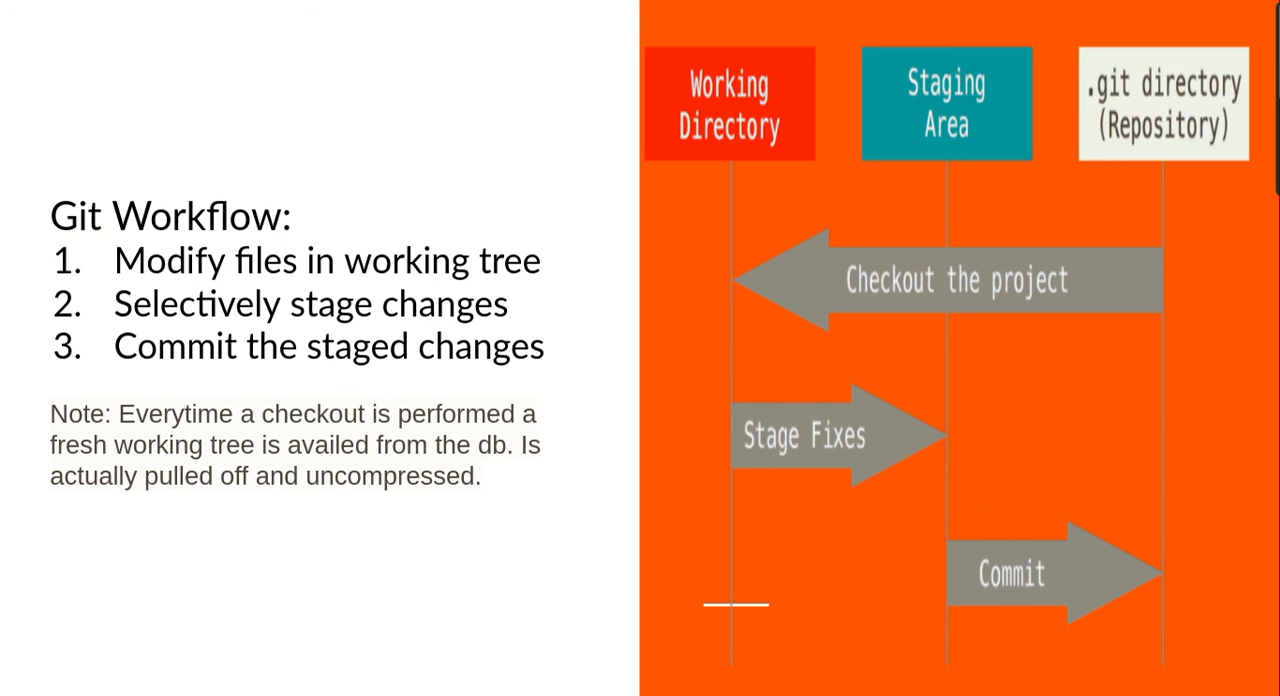 Git Workflow:
1. Modify files in working tree
2. Selectively stage changes
3. Commit the staged changes
Note: Everytime a checkout is performed a
fresh working tree is availed from the db. Is
actually pulled off and uncompressed.
Working
Directory
Staging
Area
.git directory
(Repository)
Checkout the project
Stage Fixes
Commit